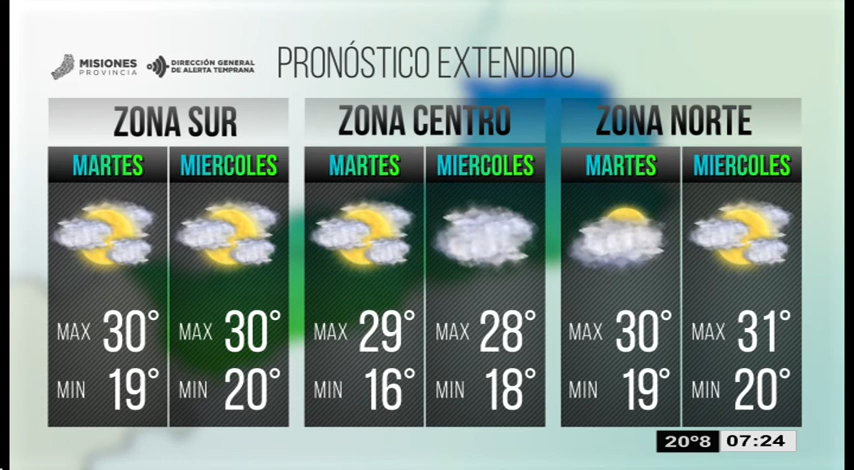 MISIONES
PROVINCIA
DIRECCIÓN GENERAL
DE ALERTA TEMPRANA
PRONÓSTICO EXTENDIDO
ZONA SUR
MARTES MIERCOLES
MAX 30° MAX 30°
MIN 19° MIN 20°
ZONA CENTRO
MARTES MIERCOLES
MAX 29° MAX 28°
MIN 16° MIN 18°
ZONA NORTE
MARTES MIERCOLES
MAX 30° MAX 31°
MIN 19° MIN 20°
20º8 07:24